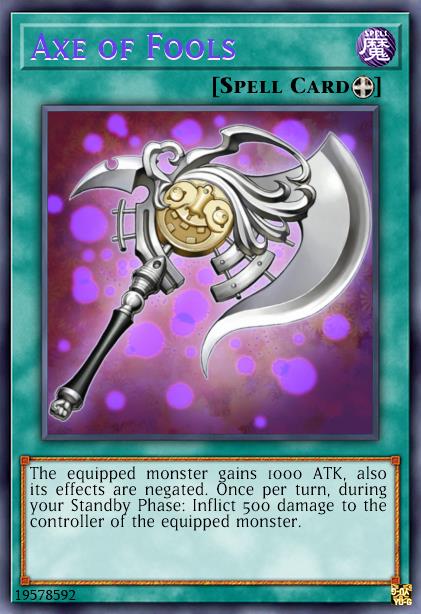 Axe of Fools
SPELL
魔
[Spell Card]
The equipped monster gains 1000 ATK, also
its effects are negated. Once per turn, during
your Standby Phase: Inflict 500 damage to the
controller of the equipped monster.
19578592